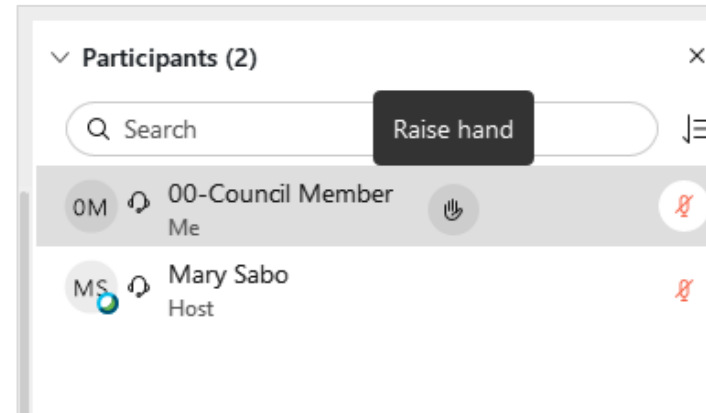 Participants (2)
Search
Raise hand
0M
00-Council Member
Me
MS
Mary Sabo
Host